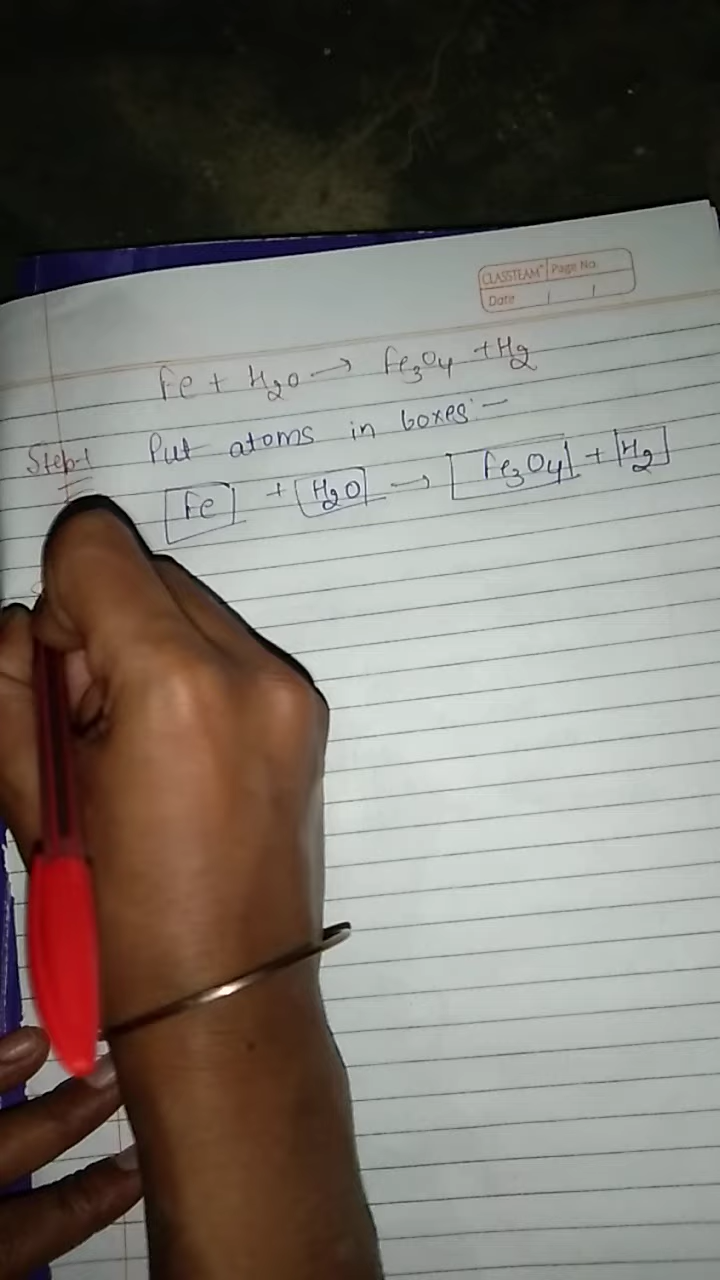 CLASSTEAM Page No.
Date / /
Fe + H₂O → Fe₃O₄ + H₂
Step-1 Put atoms in boxes:-
Fe + H₂O → Fe₃O₄ + H₂